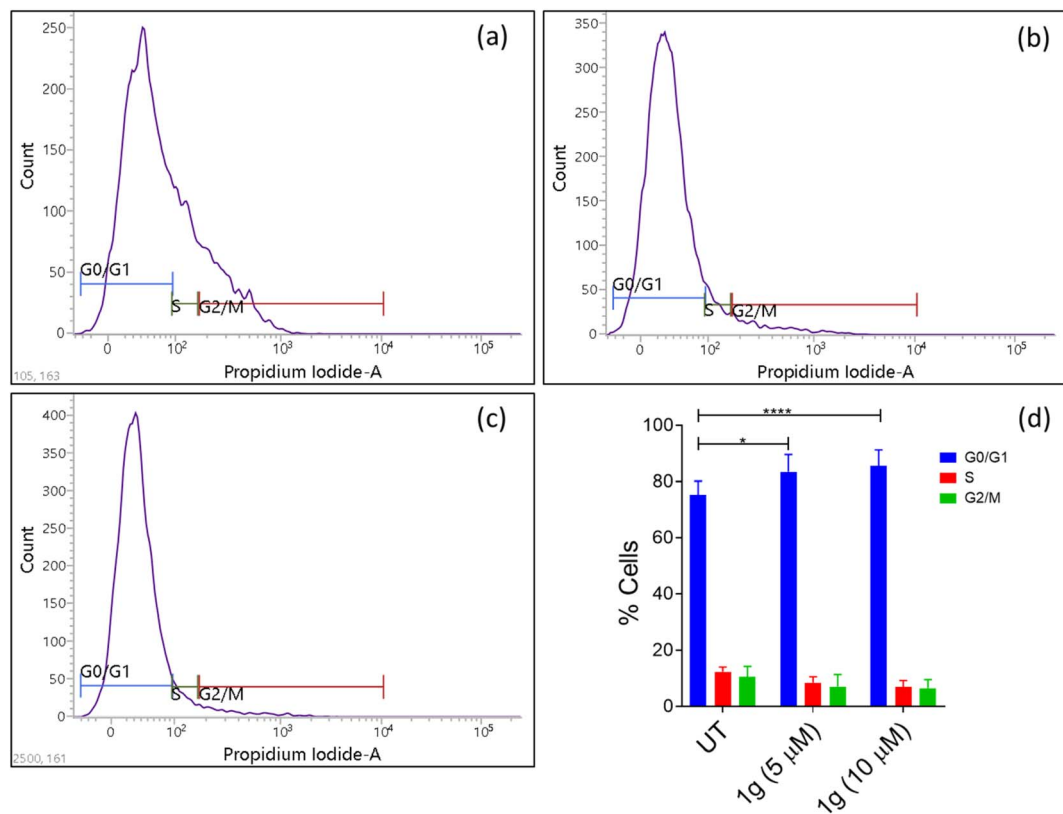 (a)
250
200
150
100
50
0
Count
G0/G1
S
G2/M
0
10²
10³
10⁴
10⁵
Propidium Iodide-A
105, 163
(b)
350
300
250
200
150
100
50
0
Count
G0/G1
S
G2/M
0
10²
10³
10⁴
10⁵
Propidium Iodide-A
(c)
400
350
300
250
200
150
100
50
0
Count
G0/G1
S
G2/M
0
10²
10³
10⁴
10⁵
Propidium Iodide-A
2500, 161
(d)
****
*
100
80
60
40
20
0
% Cells
G0/G1
S
G2/M
UT
1g (5 µM)
1g (10 µM)